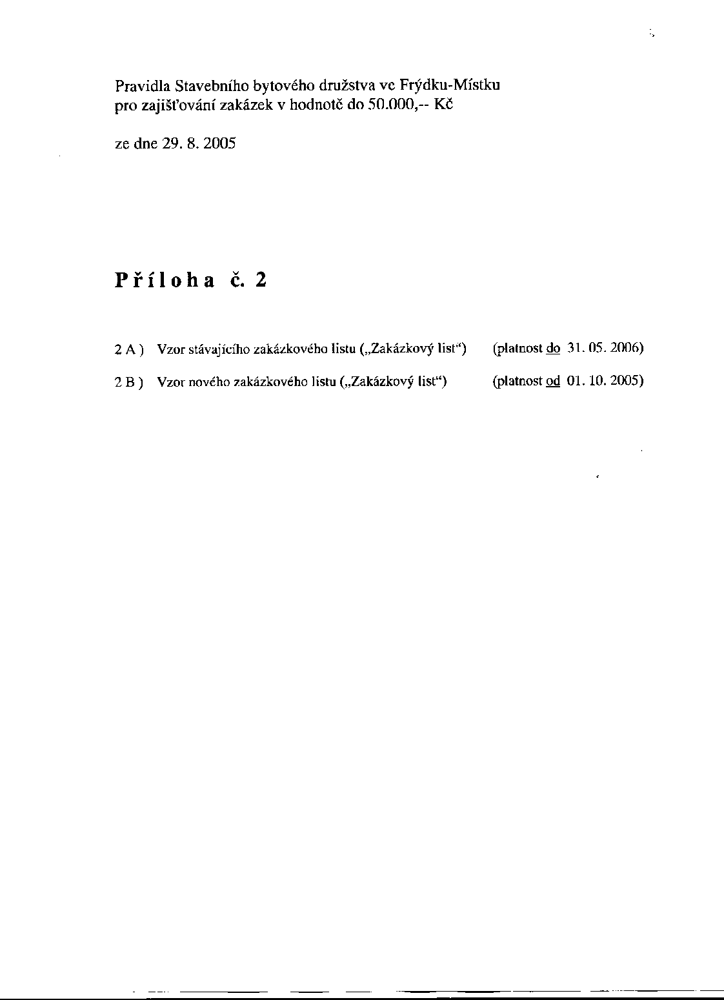 Pravidla Stavebního bytového družstva ve Frýdku-Místku
pro zajišťování zakázek v hodnotě do 50.000,-- Kč
ze dne 29. 8. 2005
Příloha č. 2
2 A ) Vzor stávajícího zakázkového listu („Zakázkový list“) (platnost do 31. 05. 2006)
2 B ) Vzor nového zakázkového listu („Zakázkový list“) (platnost od 01. 10. 2005)